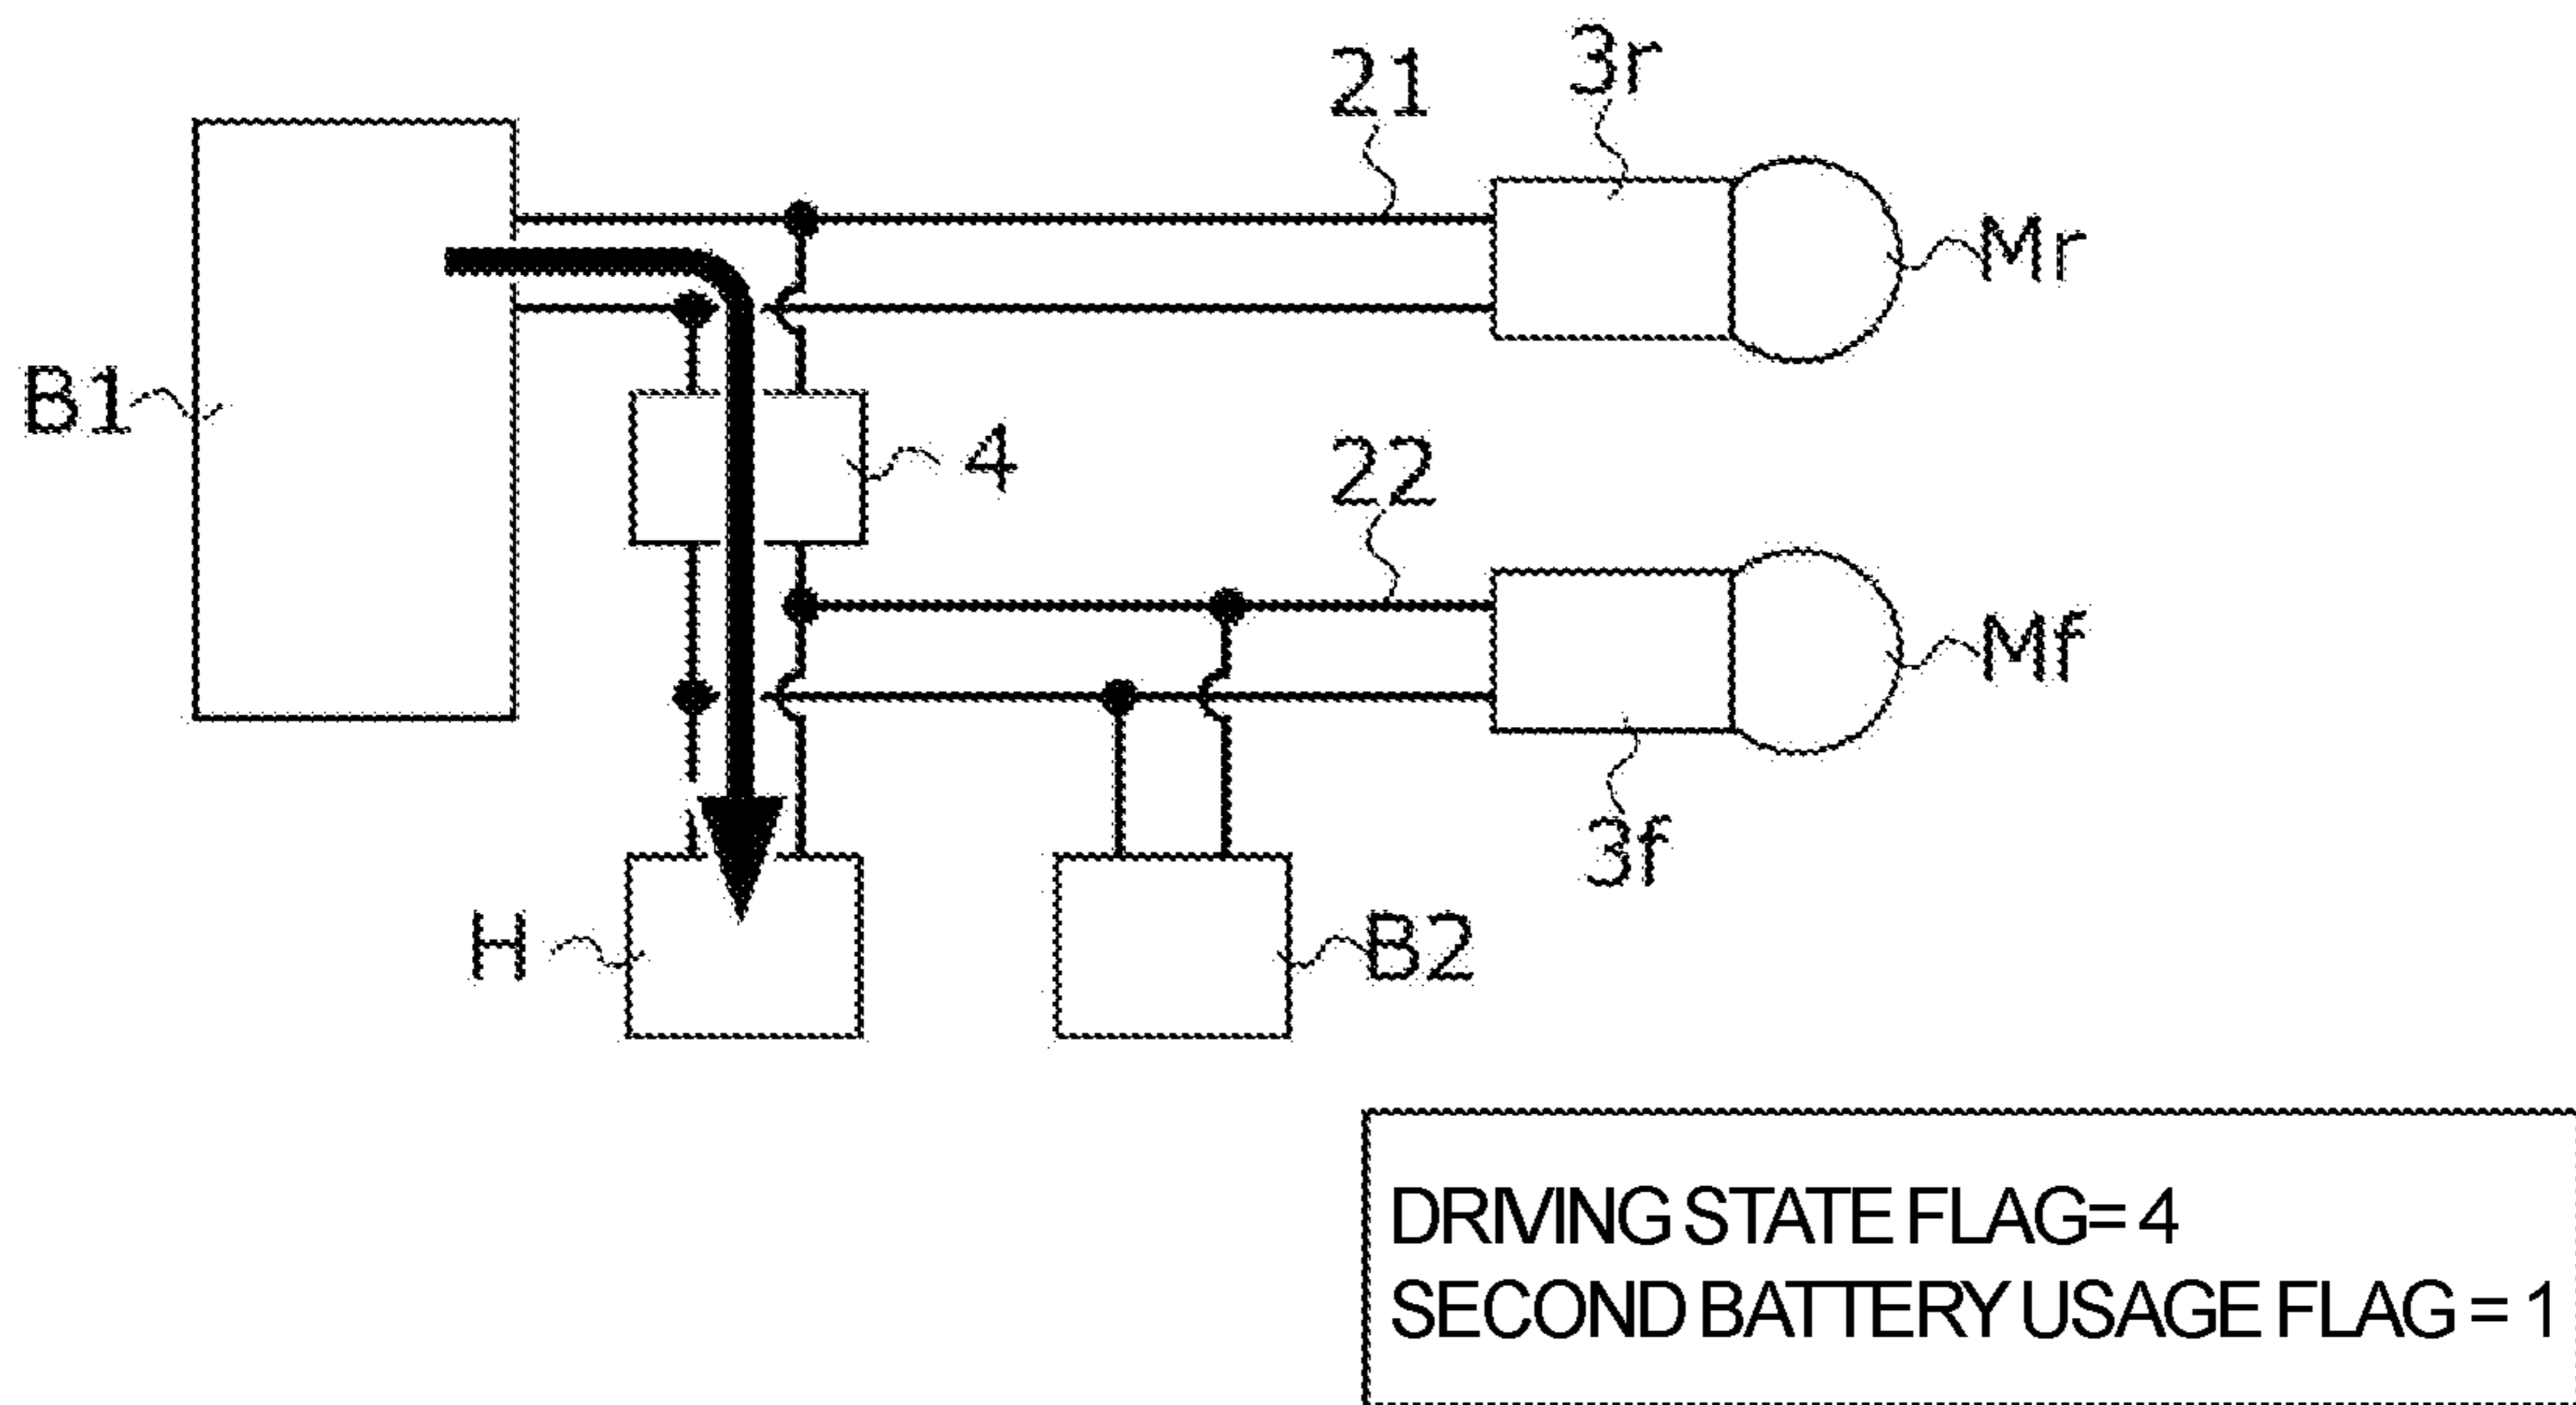 3r
21
Mr
B1
4
22
Mf
3f
H
B2
DRIVING STATE FLAG= 4
SECOND BATTERY USAGE FLAG = 1